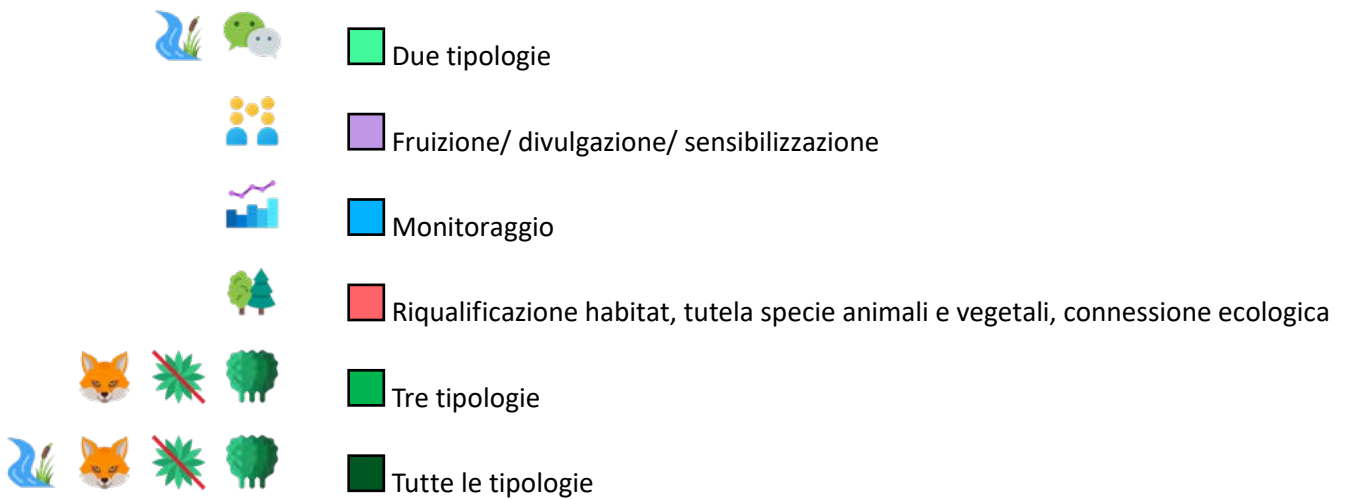 Due tipologie
Fruizione/ divulgazione/ sensibilizzazione
Monitoraggio
Riqualificazione habitat, tutela specie animali e vegetali, connessione ecologica
Tre tipologie
Tutte le tipologie